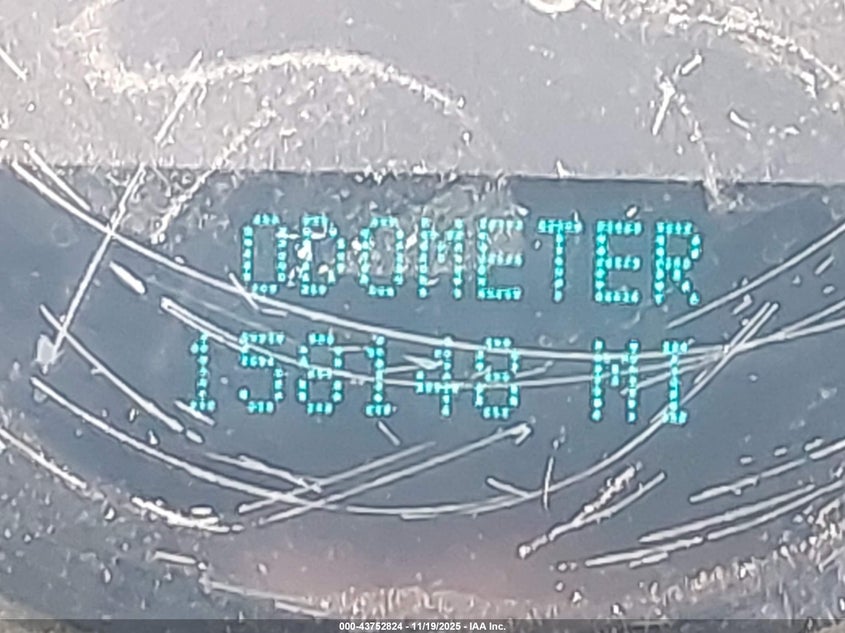 ODOMETER
158148 MI
000-43752824 - 11/19/2025 - IAA Inc.